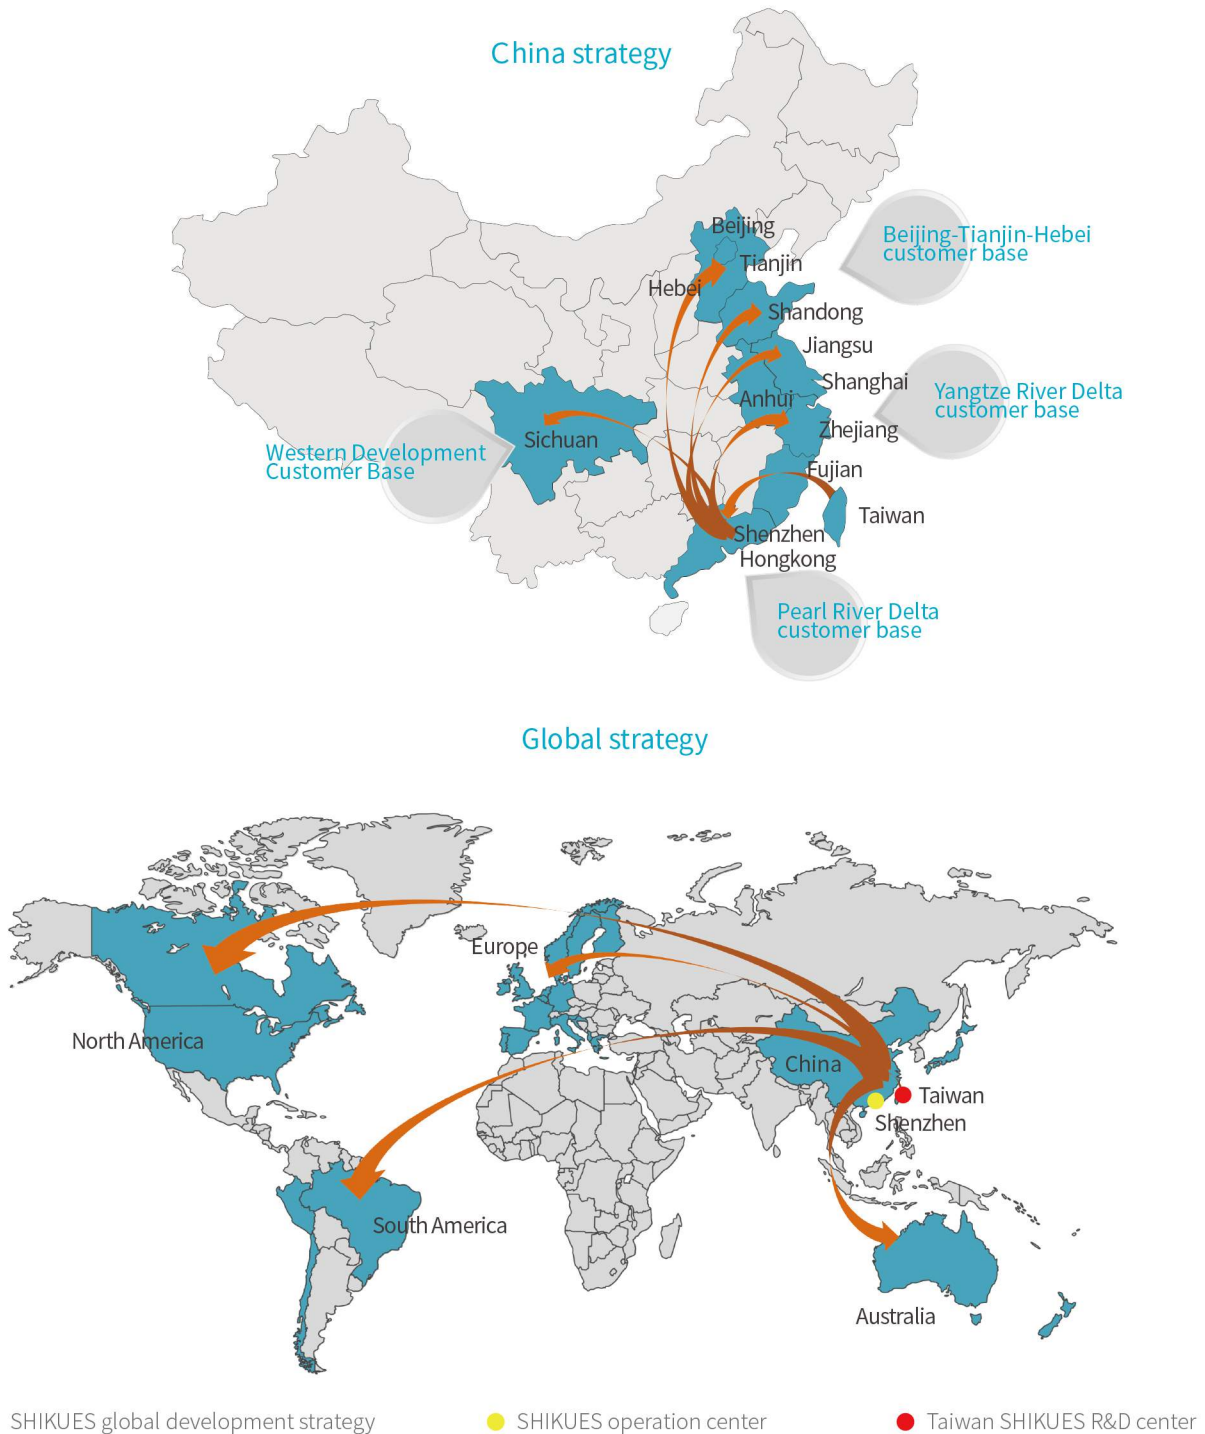 China strategy
Beijing
Tianjin
Hebei
Beijing-Tianjin-Hebei
customer base
Shandong
Jiangsu
Shanghai
Anhui
Yangtze River Delta
customer base
Zhejiang
Sichuan
Western Development
Customer Base
Fujian
Taiwan
Shenzhen
Hongkong
Pearl River Delta
customer base
Global strategy
Europe
North America
China
Taiwan
Shenzhen
South America
Australia
SHIKUES global development strategy
SHIKUES operation center
Taiwan SHIKUES R&D center